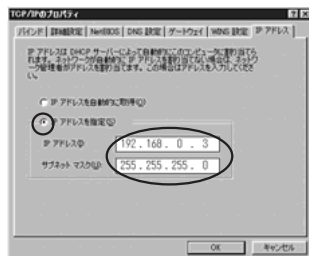 TCP/IPのプロパティ
バインド 詳細設定 NetBIOS DNS 設定 ゲートウェイ WINS 設定 IP アドレス
IP アドレスは DHCP サーバーによって自動的にこのコンピュータに割り当てら
れます。ネットワークが自動的に IP アドレスを割り当てない場合は、ネットワ
ーク管理者がアドレスを割り当てます。この場合はアドレスを入力してくださ
い。
IP アドレスを自動的に取得(O)
IP アドレスを指定(S)
IP アドレス(I):
192.168.0.3
サブネット マスク(U):
255.255.255.0
OK キャンセル